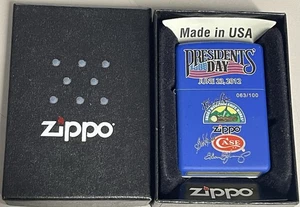 Made in USA
PRESIDENTS'
DAY
JUNE 23, 2012
063/100
zippo
zippo
CASE
zippo